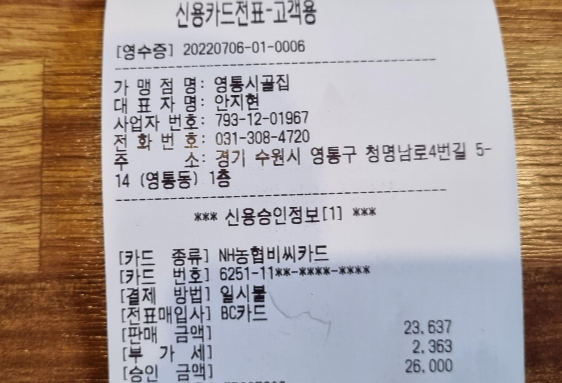 신용카드전표-고객용
[영수증] 20220706-01-0006
가 맹 점 명: 영통시골집
대 표 자 명: 안지현
사업자 번호: 793-12-01967
전 화 번 호: 031-308-4720
주 소: 경기 수원시 영통구 청명남로4번길 5-
14 (영통동) 1층
*** 신용승인정보[1] ***
[카드 종류] NH농협비씨카드
[카드 번호] 6251-11**-****-****
[결제 방법] 일시불
[전표매입사] BC카드
[판매 금액] 23,637
[부 가 세] 2,363
[승인 금액] 26,000